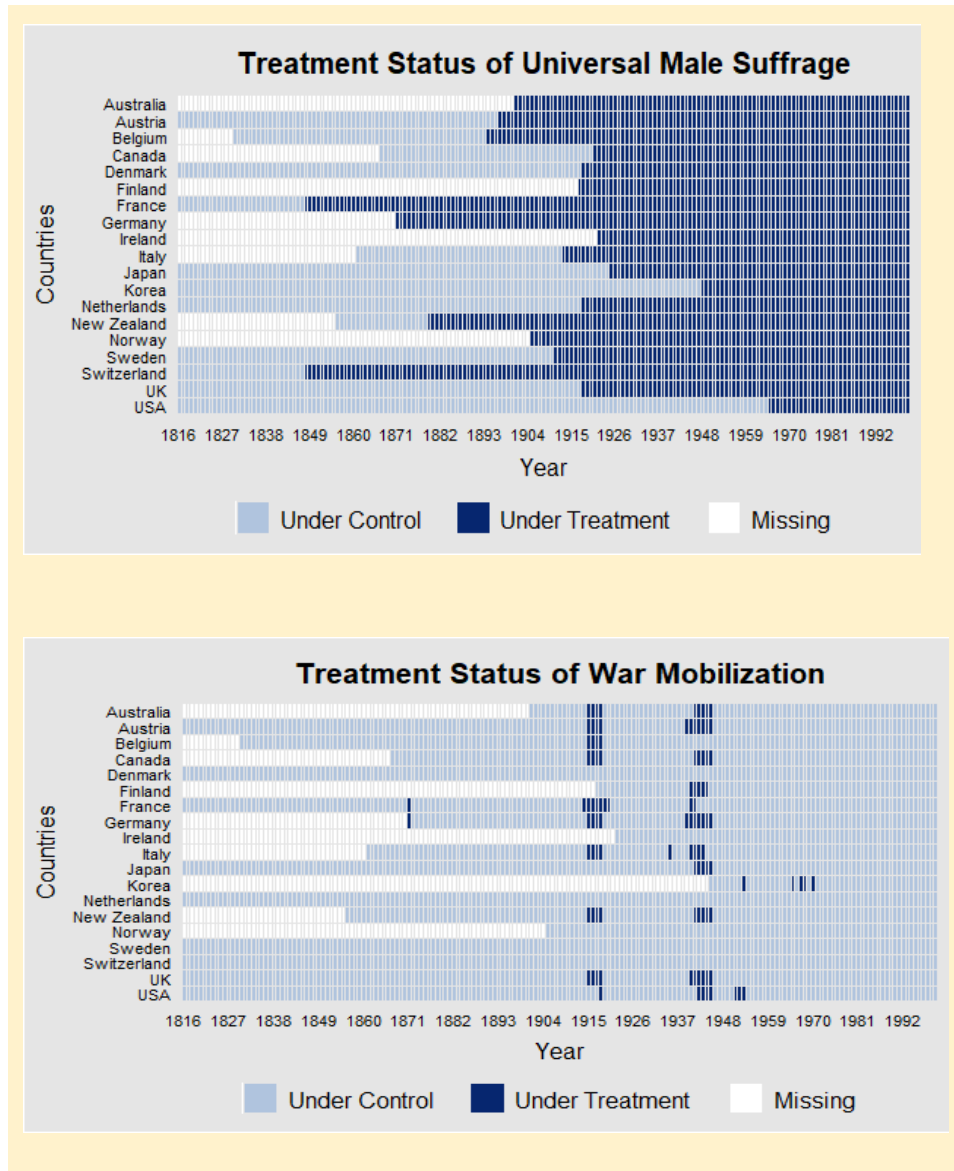 Treatment Status of Universal Male Suffrage
Countries
Australia
Austria
Belgium
Canada
Denmark
Finland
France
Germany
Ireland
Italy
Japan
Korea
Netherlands
New Zealand
Norway
Sweden
Switzerland
UK
USA
1816 1827 1838 1849 1860 1871 1882 1893 1904 1915 1926 1937 1948 1959 1970 1981 1992
Year
Under Control Under Treatment Missing
Treatment Status of War Mobilization
Countries
Australia
Austria
Belgium
Canada
Denmark
Finland
France
Germany
Ireland
Italy
Japan
Korea
Netherlands
New Zealand
Norway
Sweden
Switzerland
UK
USA
1816 1827 1838 1849 1860 1871 1882 1893 1904 1915 1926 1937 1948 1959 1970 1981 1992
Year
Under Control Under Treatment Missing